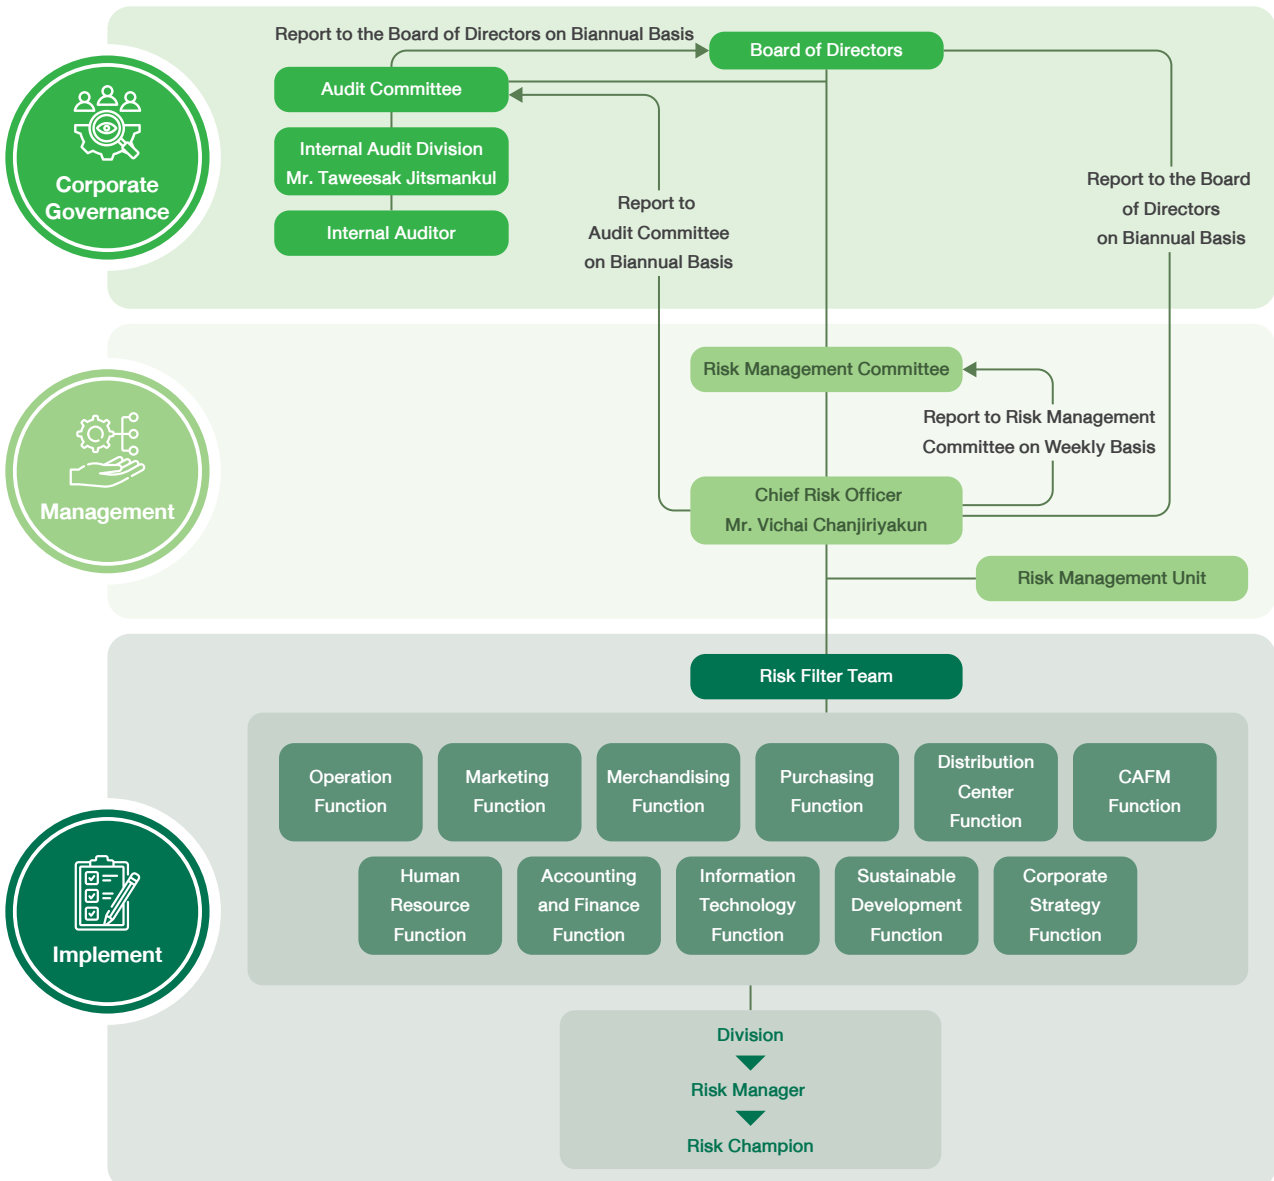 Report to the Board of Directors on Biannual Basis
Board of Directors
Audit Committee
Internal Audit Division
Mr. Taweesak Jitsmankul
Internal Auditor
Corporate
Governance
Report to
Audit Committee
on Biannual Basis
Report to the Board
of Directors
on Biannual Basis
Risk Management Committee
Report to Risk Management
Committee on Weekly Basis
Management
Chief Risk Officer
Mr. Vichai Chanjiriyakun
Risk Management Unit
Risk Filter Team
Operation
Function
Marketing
Function
Merchandising
Function
Purchasing
Function
Distribution
Center
Function
CAFM
Function
Human
Resource
Function
Accounting
and Finance
Function
Information
Technology
Function
Sustainable
Development
Function
Corporate
Strategy
Function
Implement
Division
Risk Manager
Risk Champion